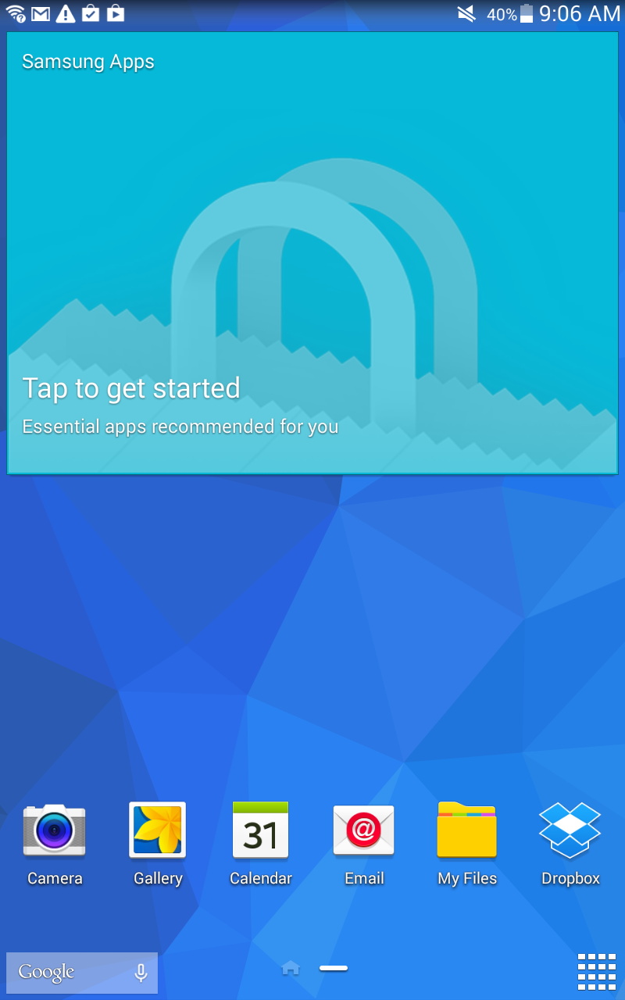 40% 9:06 AM
Samsung Apps
Tap to get started
Essential apps recommended for you
31
@
Camera Gallery Calendar Email My Files Dropbox
Google